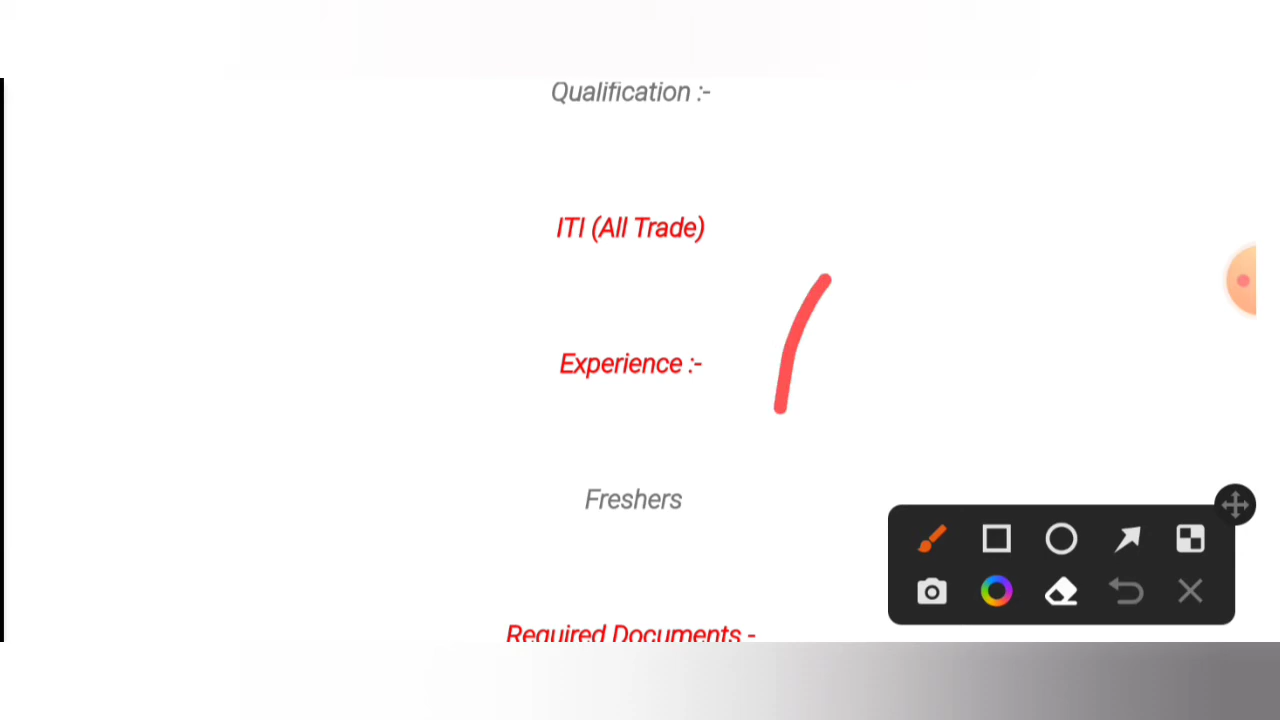 Qualification :-
ITI (All Trade)
Experience :-
Freshers
Required Documents -